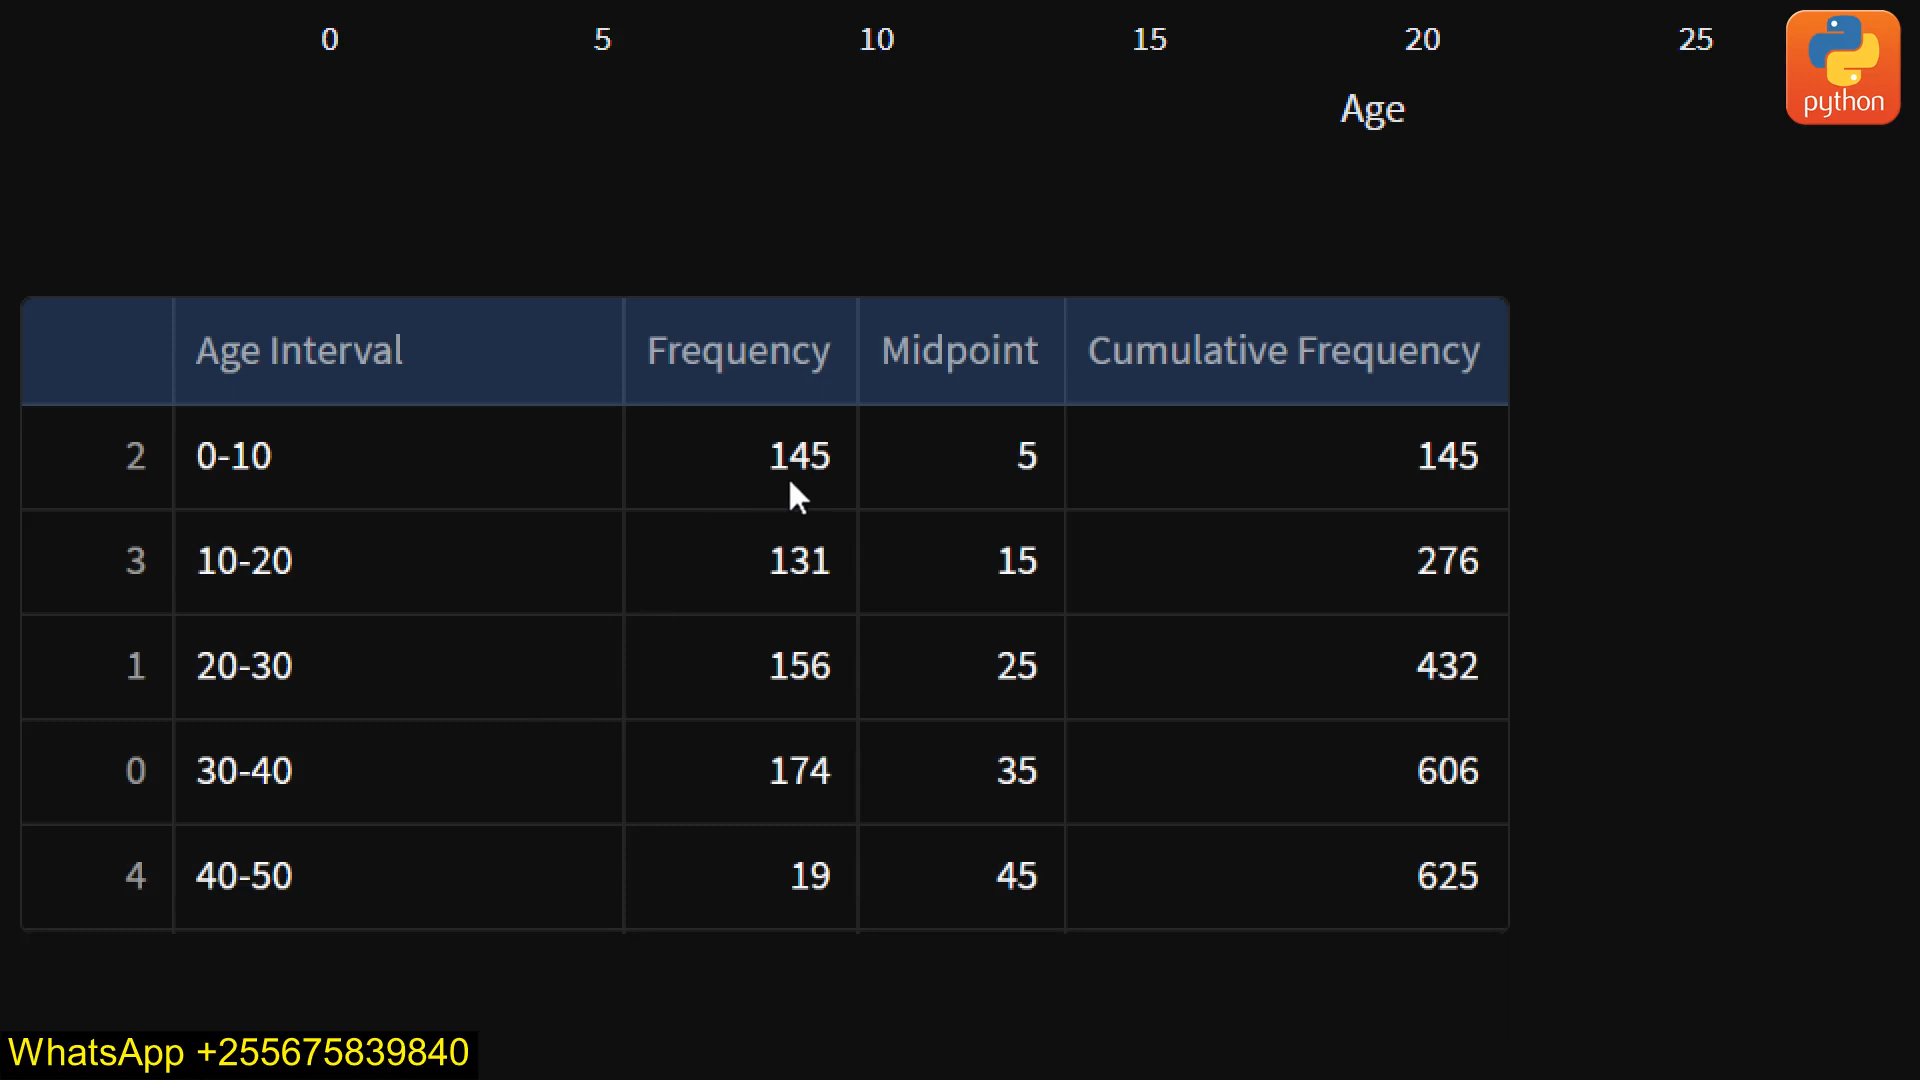 0 5 10 15 20 25
python
Age
Age Interval Frequency Midpoint Cumulative Frequency
2 0-10 145 5 145
3 10-20 131 15 276
1 20-30 156 25 432
0 30-40 174 35 606
4 40-50 19 45 625
WhatsApp +255675839840